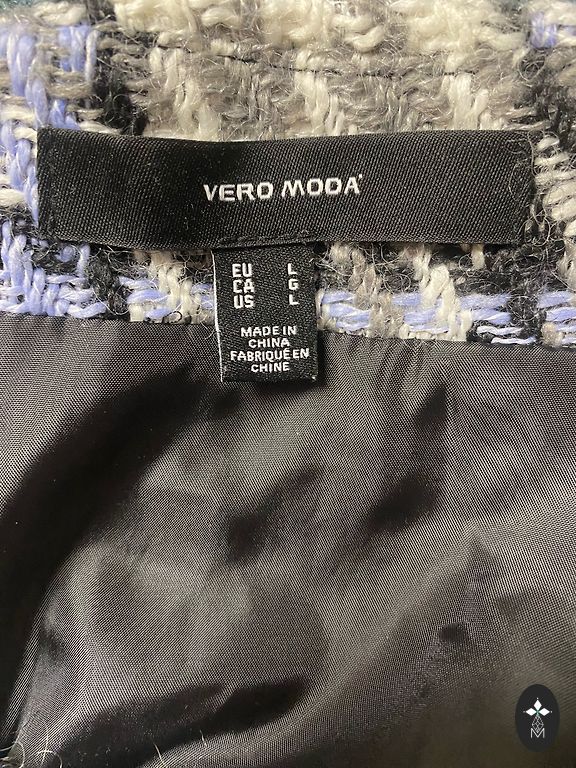 VERO MODA
EU L
CA G
US L
MADE IN
CHINA
FABRIQUÉ EN
CHINE
M